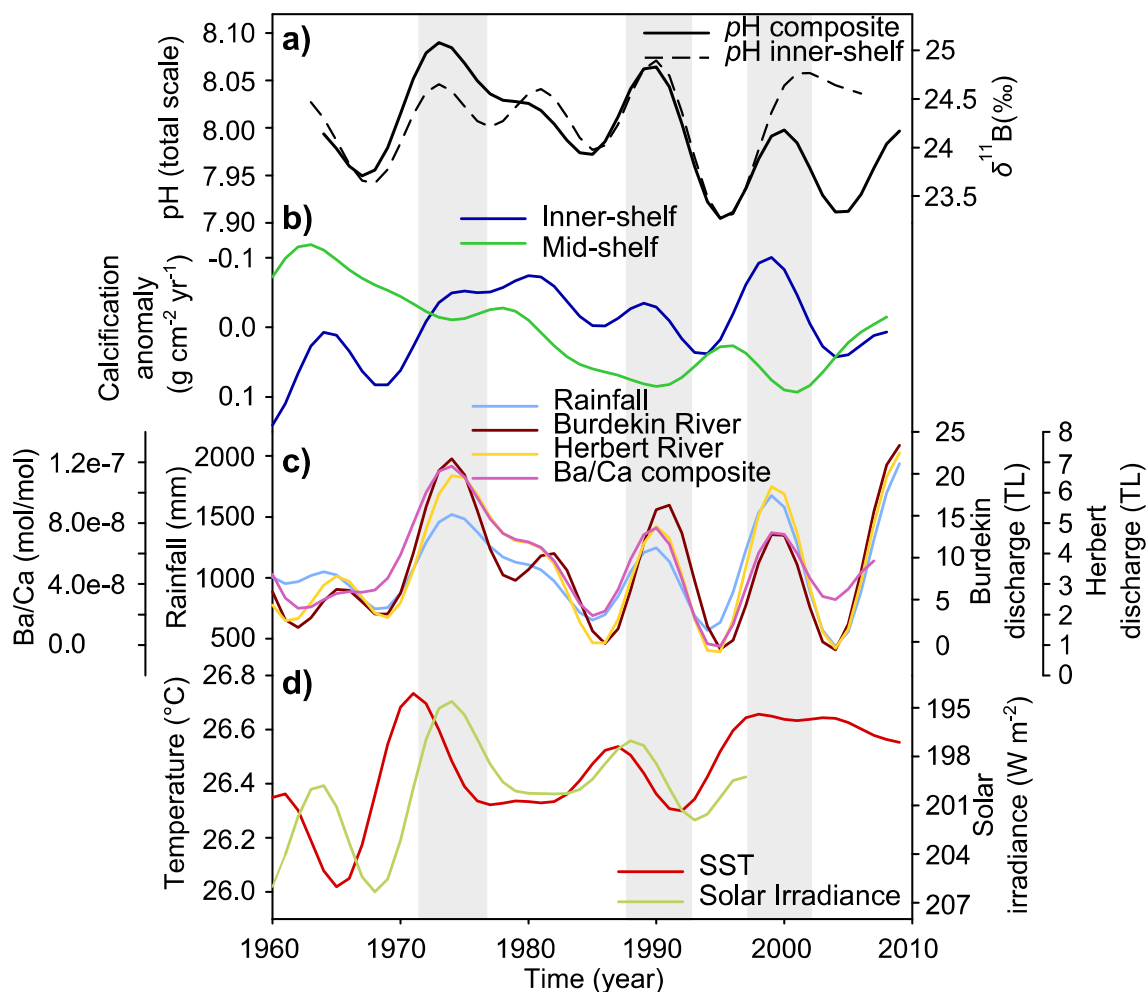 a)
pH composite
pH inner-shelf
8.10
8.05
8.00
7.95
7.90
pH (total scale)
25
24.5
24
23.5
δ¹¹B(‰)
b)
Inner-shelf
Mid-shelf
-0.1
0.0
0.1
Calcification
anomaly
(g cm⁻² yr⁻¹)
c)
Rainfall
Burdekin River
Herbert River
Ba/Ca composite
1.2e-7
8.0e-8
4.0e-8
0.0
Ba/Ca (mol/mol)
2000
1500
1000
500
Rainfall (mm)
25
20
15
10
5
0
Burdekin
discharge (TL)
8
7
6
5
4
3
2
1
0
Herbert
discharge (TL)
d)
26.8
26.6
26.4
26.2
26.0
Temperature (°C)
195
198
201
204
207
Solar
irradiance (W m⁻²)
SST
Solar Irradiance
1960
1970
1980
1990
2000
2010
Time (year)